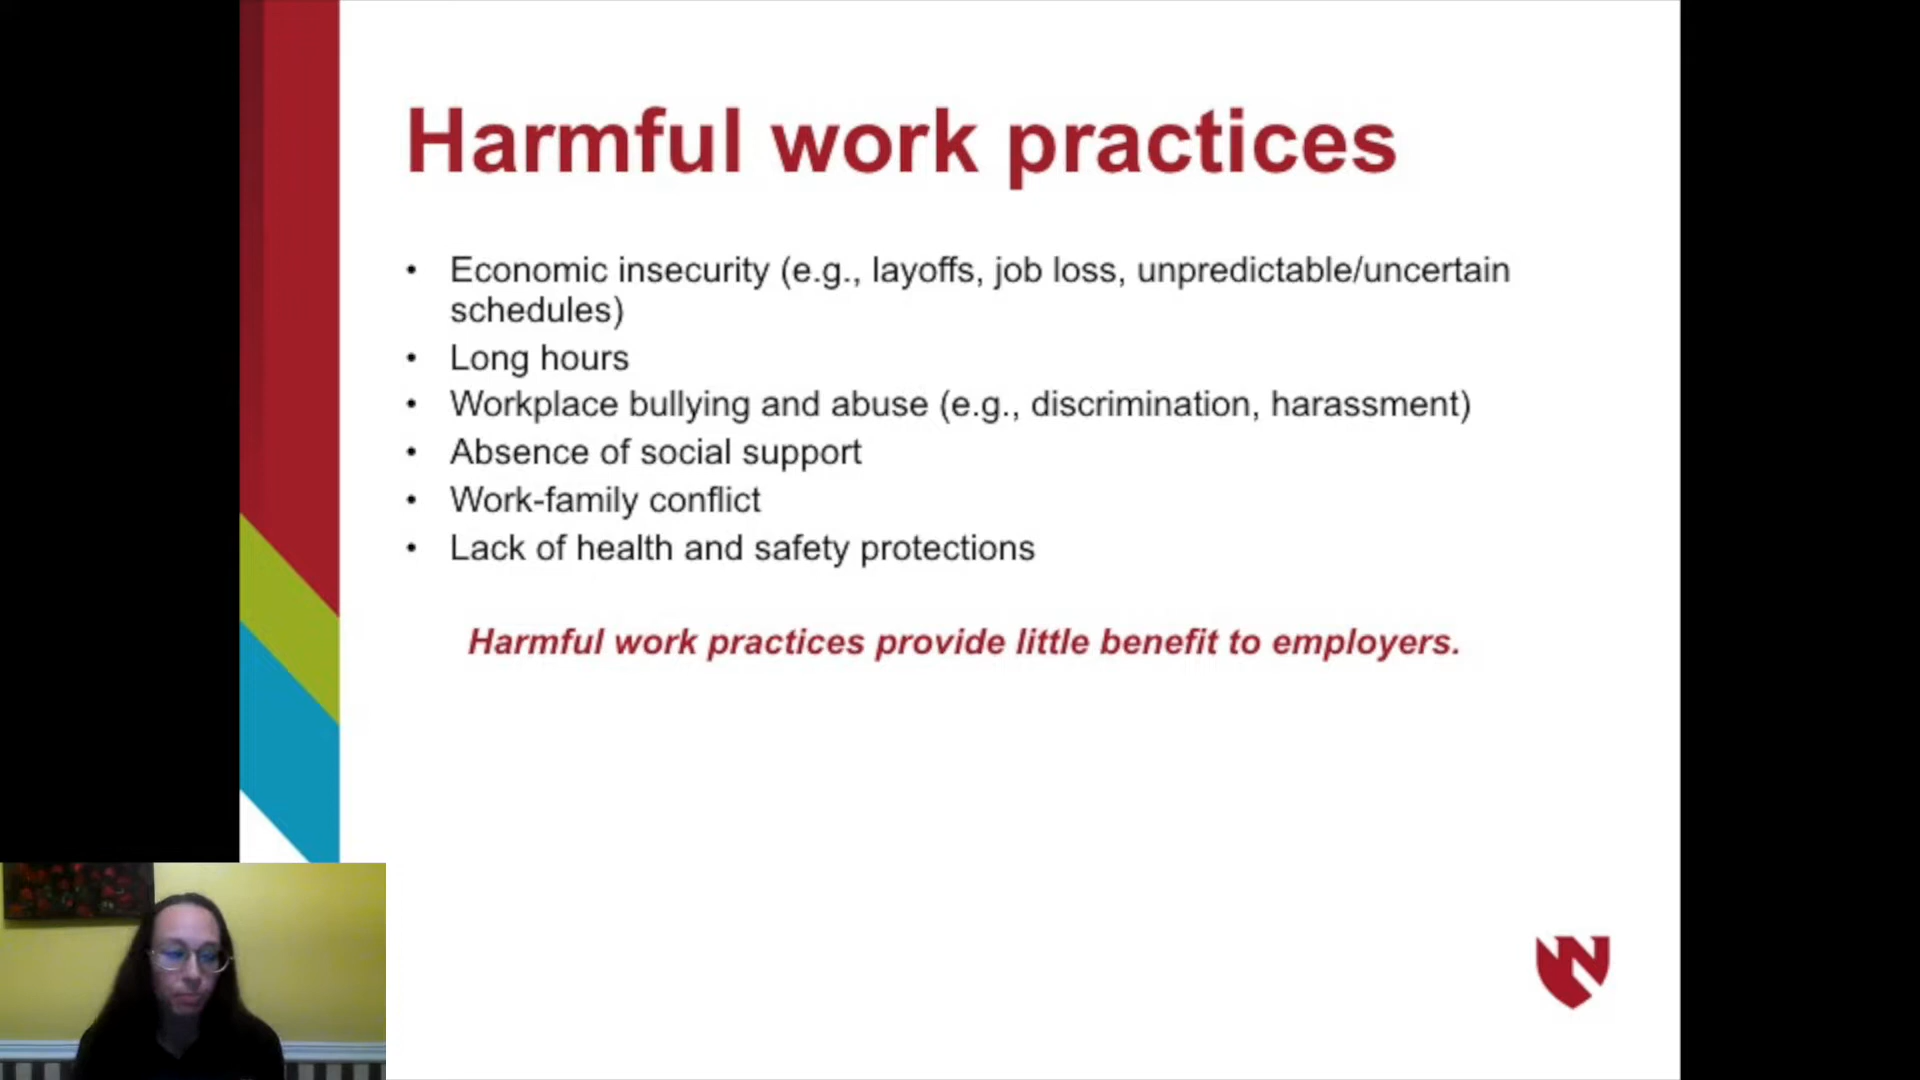 Harmful work practices
• Economic insecurity (e.g., layoffs, job loss, unpredictable/uncertain
schedules)
• Long hours
• Workplace bullying and abuse (e.g., discrimination, harassment)
• Absence of social support
• Work-family conflict
• Lack of health and safety protections
Harmful work practices provide little benefit to employers.
N